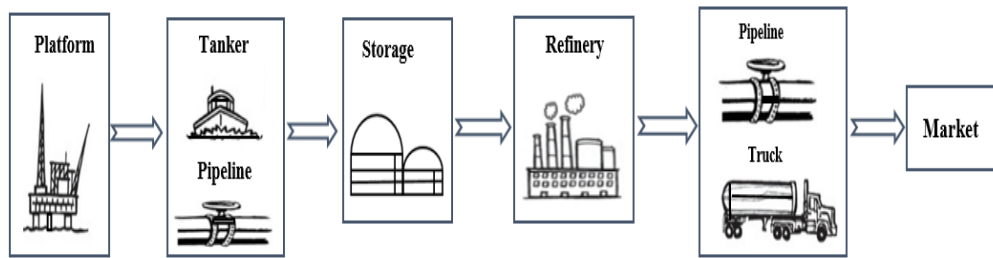 Platform
Tanker
Pipeline
Storage
Refinery
Pipeline
Truck
Market